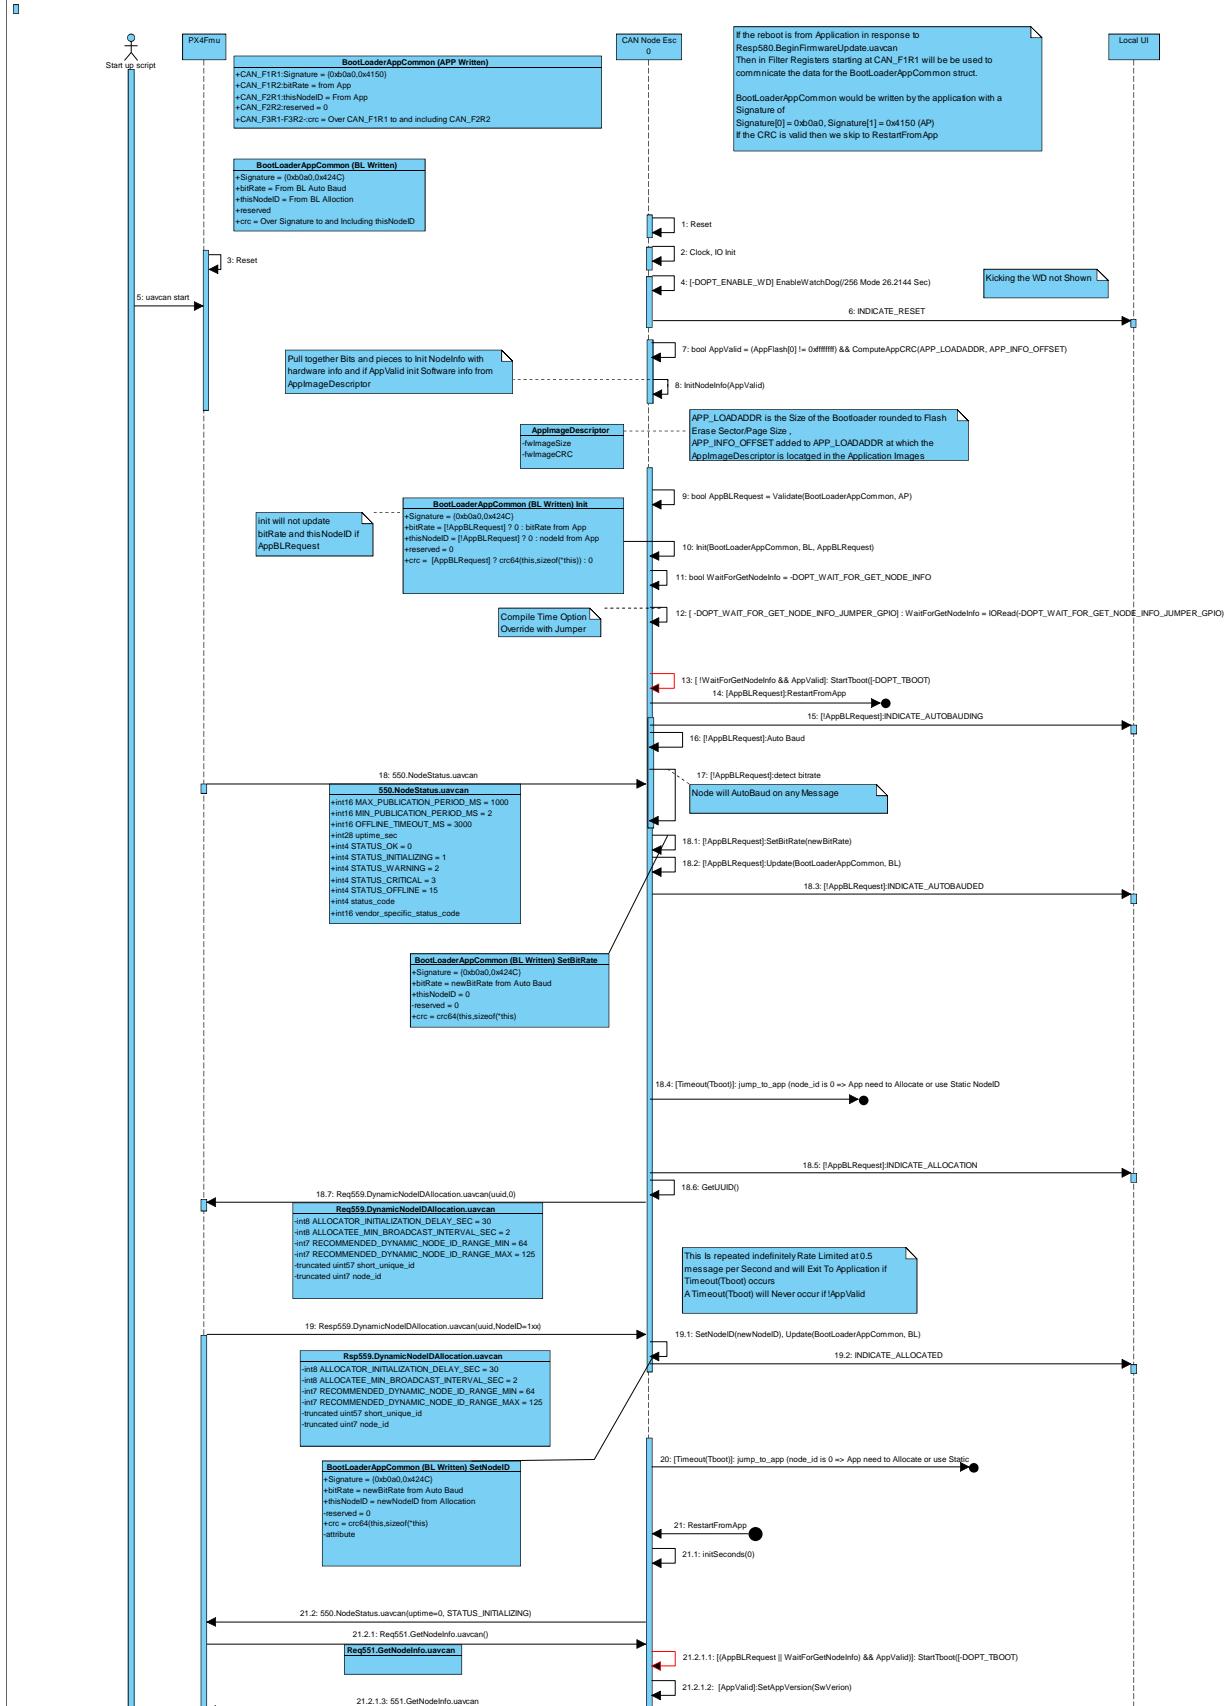 Start up script
PX4Fmu
CAN Node Esc
0
Local UI
If the reboot is from Application in response to
Resp580.BeginFirmwareUpdate.uavcan
Then in Filter Registers starting at CAN_F1R1 will be be used to
commnicate the data for the BootLoaderAppCommon struct.
BootLoaderAppCommon would be written by the application with a
Signature of
Signature[0] = 0xb0a0, Signature[1] = 0x4150 (AP)
If the CRC is valid then we skip to RestartFromApp
BootLoaderAppCommon (APP Written)
+CAN_F1R1:Signature = {0xb0a0,0x4150}
+CAN_F1R2:bitRate = from App
+CAN_F2R1:thisNodeID = From App
+CAN_F2R2:reserved = 0
+CAN_F3R1-F3R2-:crc = Over CAN_F1R1 to and including CAN_F2R2
BootLoaderAppCommon (BL Written)
+Signature = {0xb0a0,0x424C}
+bitRate = From BL Auto Baud
+thisNodeID = From BL Alloction
+reserved
+crc = Over Signature to and Including thisNodeID
1: Reset
2: Clock, IO Init
3: Reset
4: [-DOPT_ENABLE_WD] EnableWatchDog(/256 Mode 26.2144 Sec)
Kicking the WD not Shown
5: uavcan start
6: INDICATE_RESET
7: bool AppValid = (AppFlash[0] != 0xffffffff) && ComputeAppCRC(APP_LOADADDR, APP_INFO_OFFSET)
Pull together Bits and pieces to Init NodeInfo with
hardware info and if AppValid init Software info from
AppImageDescriptor
8: InitNodeInfo(AppValid)
AppImageDescriptor
-fwImageSize
-fwImageCRC
APP_LOADADDR is the Size of the Bootloader rounded to Flash
Erase Sector/Page Size ,
APP_INFO_OFFSET added to APP_LOADADDR at which the
AppImageDescriptor is locatged in the Application Images
9: bool AppBLRequest = Validate(BootLoaderAppCommon, AP)
init will not update
bitRate and thisNodeID if
AppBLRequest
BootLoaderAppCommon (BL Written) Init
+Signature = {0xb0a0,0x424C}
+bitRate = [!AppBLRequest] ? 0 : bitRate from App
+thisNodeID = [!AppBLRequest] ? 0 : nodeId from App
+reserved = 0
+crc =  [AppBLRequest] ? crc64(this,sizeof(*this)) : 0
10: Init(BootLoaderAppCommon, BL, AppBLRequest)
11: bool WaitForGetNodeInfo = -DOPT_WAIT_FOR_GET_NODE_INFO
Compile Time Option
Override with Jumper
12: [ -DOPT_WAIT_FOR_GET_NODE_INFO_JUMPER_GPIO] : WaitForGetNodeInfo = IORead(-DOPT_WAIT_FOR_GET_NODE_INFO_JUMPER_GPIO)
13: [ !WaitForGetNodeInfo && AppValid]: StartTboot([-DOPT_TBOOT)
14: [AppBLRequest]:RestartFromApp
15: [!AppBLRequest]:INDICATE_AUTOBAUDING
16: [!AppBLRequest]:Auto Baud
17: [!AppBLRequest]:detect bitrate
Node will AutoBaud on any Message
18: 550.NodeStatus.uavcan
550.NodeStatus.uavcan
+int16 MAX_PUBLICATION_PERIOD_MS = 1000
+int16 MIN_PUBLICATION_PERIOD_MS = 2
+int16 OFFLINE_TIMEOUT_MS = 3000
+int28 uptime_sec
+int4 STATUS_OK = 0
+int4 STATUS_INITIALIZING = 1
+int4 STATUS_WARNING = 2
+int4 STATUS_CRITICAL = 3
+int4 STATUS_OFFLINE = 15
+int4 status_code
+int16 vendor_specific_status_code
18.1: [!AppBLRequest]:SetBitRate(newBitRate)
18.2: [!AppBLRequest]:Update(BootLoaderAppCommon, BL)
18.3: [!AppBLRequest]:INDICATE_AUTOBAUDED
BootLoaderAppCommon (BL Written) SetBitRate
+Signature = {0xb0a0,0x424C}
+bitRate = newBitRate from Auto Baud
+thisNodeID = 0
-reserved = 0
+crc = crc64(this,sizeof(*this)
18.4: [Timeout(Tboot)]: jump_to_app (node_id is 0 => App need to Allocate or use Static NodeID
18.5: [!AppBLRequest]:INDICATE_ALLOCATION
18.6: GetUUID()
18.7: Req559.DynamicNodeIDAllocation.uavcan(uuid,0)
Req559.DynamicNodeIDAllocation.uavcan
-int8 ALLOCATOR_INITIALIZATION_DELAY_SEC = 30
-int8 ALLOCATEE_MIN_BROADCAST_INTERVAL_SEC = 2
-int7 RECOMMENDED_DYNAMIC_NODE_ID_RANGE_MIN = 64
-int7 RECOMMENDED_DYNAMIC_NODE_ID_RANGE_MAX = 125
-truncated uint57 short_unique_id
-truncated uint7 node_id
This Is repeated indefinitely Rate Limited at 0.5
message per Second and will Exit To Application if
Timeout(Tboot) occurs
A Timeout(Tboot) will Never occur if !AppValid
19: Resp559.DynamicNodeIDAllocation.uavcan(uuid,NodeID=1xx)
19.1: SetNodeID(newNodeID), Update(BootLoaderAppCommon, BL)
19.2: INDICATE_ALLOCATED
Rsp559.DynamicNodeIDAllocation.uavcan
-int8 ALLOCATOR_INITIALIZATION_DELAY_SEC = 30
-int8 ALLOCATEE_MIN_BROADCAST_INTERVAL_SEC = 2
-int7 RECOMMENDED_DYNAMIC_NODE_ID_RANGE_MIN = 64
-int7 RECOMMENDED_DYNAMIC_NODE_ID_RANGE_MAX = 125
-truncated uint57 short_unique_id
-truncated uint7 node_id
BootLoaderAppCommon (BL Written) SetNodeID
+Signature = {0xb0a0,0x424C}
+bitRate = newBitRate from Auto Baud
+thisNodeID = newNodeID from Allocation
-reserved = 0
+crc = crc64(this,sizeof(*this)
-attribute
20: [Timeout(Tboot)]: jump_to_app (node_id is 0 => App need to Allocate or use Static
21: RestartFromApp
21.1: initSeconds(0)
21.2: 550.NodeStatus.uavcan(uptime=0, STATUS_INITIALIZING)
21.2.1: Req551.GetNodeInfo.uavcan()
Req551.GetNodeInfo.uavcan
21.2.1.1: [(AppBLRequest || WaitForGetNodeInfo) && AppValid)]: StartTboot([-DOPT_TBOOT)
21.2.1.2:  [AppValid]:SetAppVersion(SwVerion)
21.2.1.3: 551.GetNodeInfo.uavcan